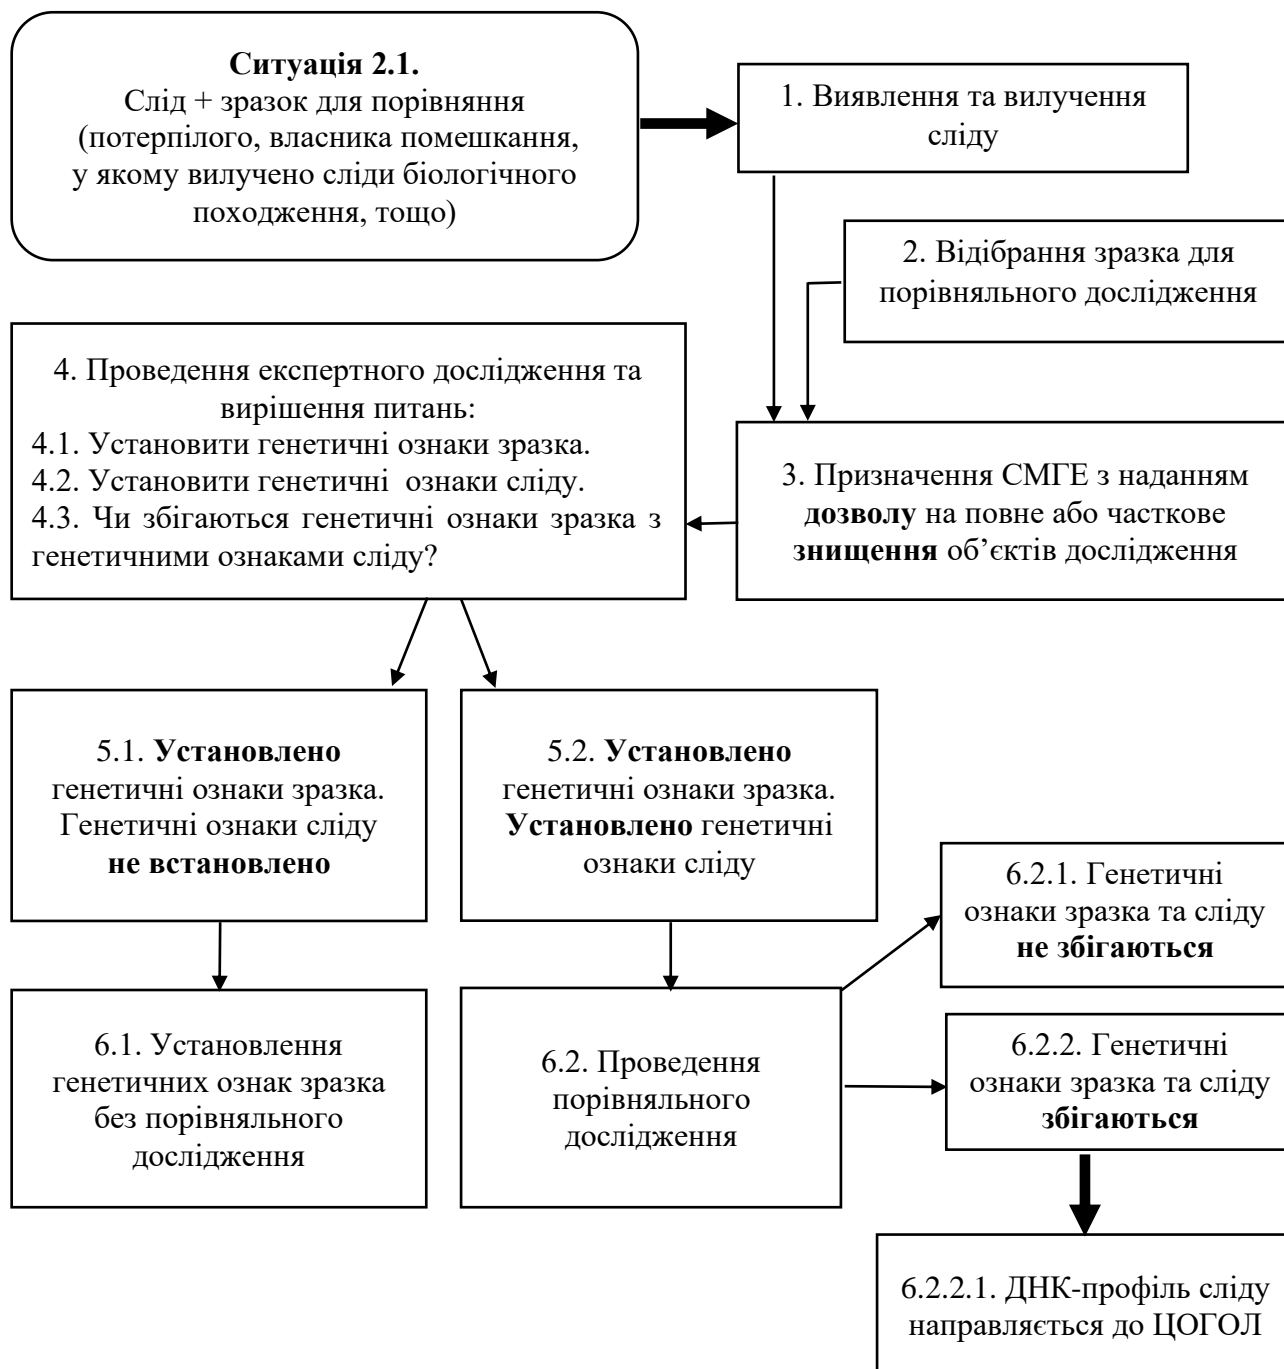 Ситуація 2.1.
Слід + зразок для порівняння
(потерпілого, власника помешкання,
у якому вилучено сліди біологічного
походження, тощо)
1. Виявлення та вилучення
сліду
2. Відібрання зразка для
порівняльного дослідження
3. Призначення СМГЕ з наданням
дозволу на повне або часткове
знищення об’єктів дослідження
4. Проведення експертного дослідження та
вирішення питань:
4.1. Установити генетичні ознаки зразка.
4.2. Установити генетичні ознаки сліду.
4.3. Чи збігаються генетичні ознаки зразка з
генетичними ознаками сліду?
5.1. Установлено
генетичні ознаки зразка.
Генетичні ознаки сліду
не встановлено
5.2. Установлено
генетичні ознаки зразка.
Установлено генетичні
ознаки сліду
6.1. Установлення
генетичних ознак зразка
без порівняльного
дослідження
6.2. Проведення
порівняльного
дослідження
6.2.1. Генетичні
ознаки зразка та сліду
не збігаються
6.2.2. Генетичні
ознаки зразка та сліду
збігаються
6.2.2.1. ДНК-профіль сліду
направляється до ЦОГОЛ